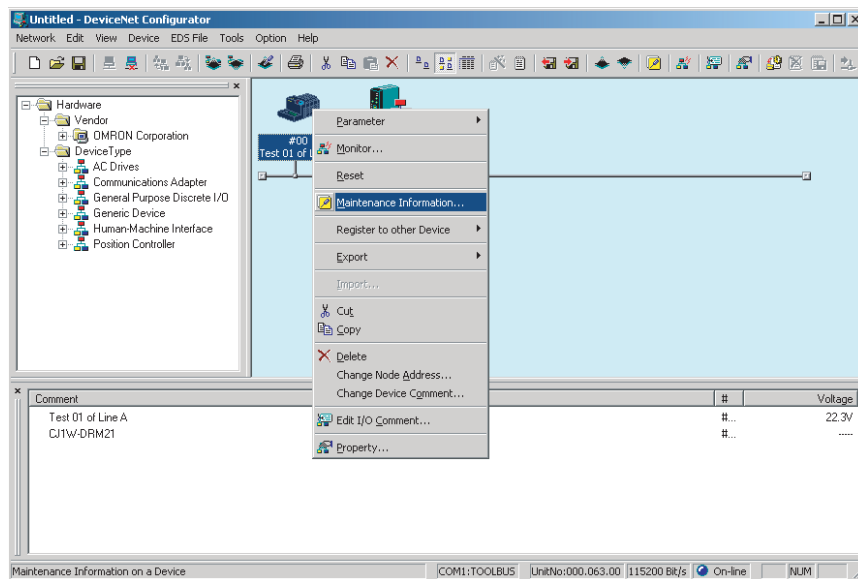 Untitled - DeviceNet Configurator
Network Edit View Device EDS File Tools Option Help
Hardware
Vendor
OMRON Corporation
DeviceType
AC Drives
Communications Adapter
General Purpose Discrete I/O
Generic Device
Human-Machine Interface
Position Controller
#00
Test 01 of L
Parameter
Monitor...
Reset
Maintenance Information...
Register to other Device
Export
Import...
Cut
Copy
Delete
Change Node Address...
Change Device Comment...
Edit I/O Comment...
Property...
Comment # Voltage
Test 01 of Line A #... 22.3V
CJ1W-DRM21 #... -----
Maintenance Information on a Device COM1:TOOLBUS UnitNo:000.063.00 115200 Bit/s On-line NUM